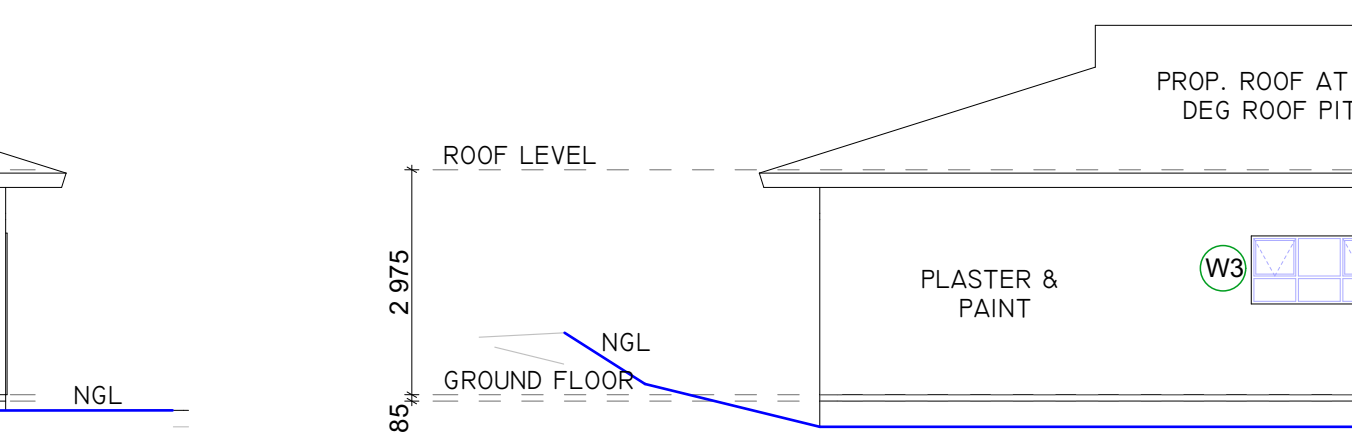 PROP. ROOF AT
DEG ROOF PIT
ROOF LEVEL
2 975
W3
PLASTER &
PAINT
NGL
GROUND FLOOR
NGL
85